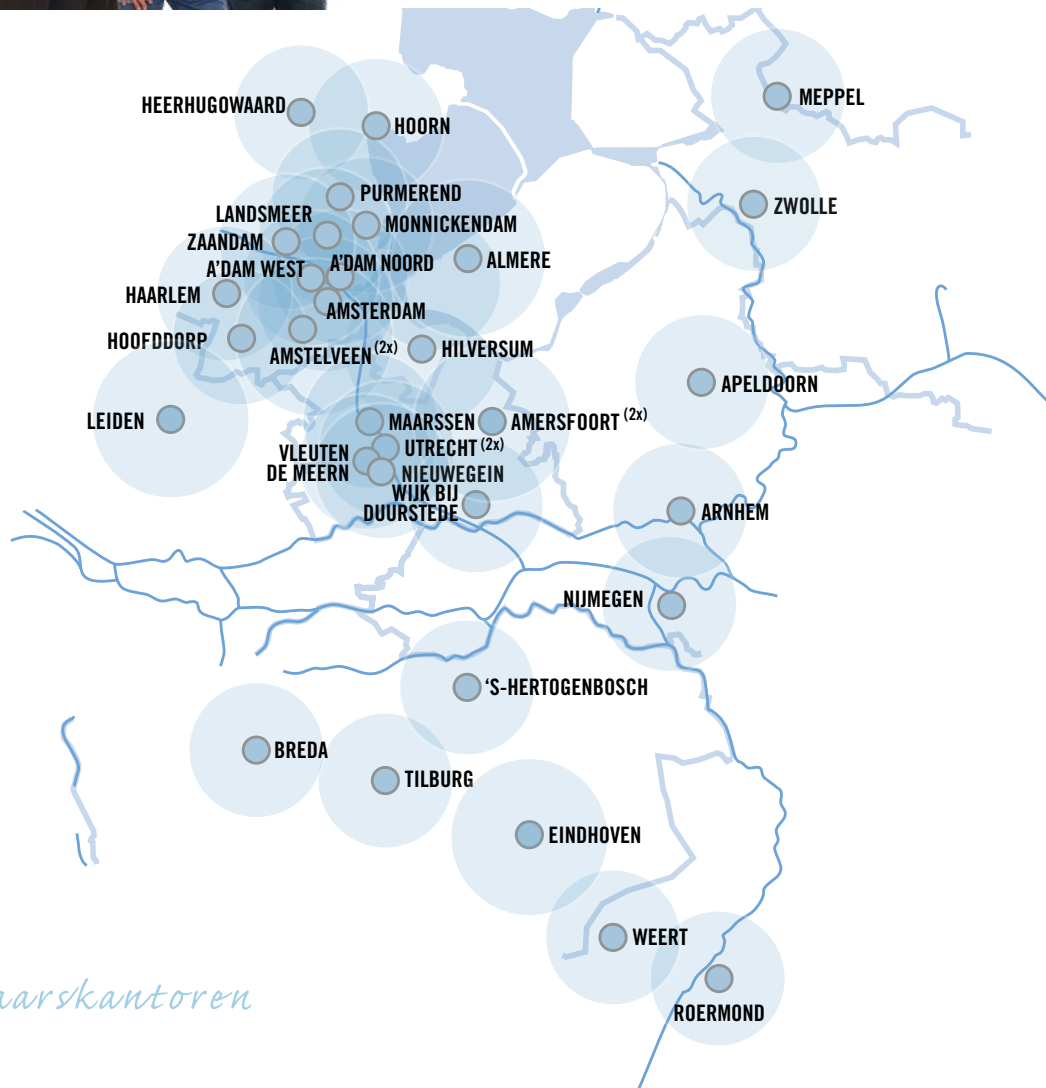 HEERHUGOWAARD
HOORN
MEPPEL
PURMEREND
ZWOLLE
LANDSMEER
MONNICKENDAM
ZAANDAM
A'DAM WEST
A'DAM NOORD
ALMERE
HAARLEM
AMSTERDAM
HOOFDDORP
AMSTELVEEN (2x)
HILVERSUM
APELDOORN
LEIDEN
MAARSSEN
AMERSFOORT (2x)
UTRECHT (2x)
VLEUTEN
DE MEERN
NIEUWEGEIN
WIJK BIJ
DUURSTEDE
ARNHEM
NIJMEGEN
‘S-HERTOGENBOSCH
BREDA
TILBURG
EINDHOVEN
WEERT
aarskantoren
ROERMOND